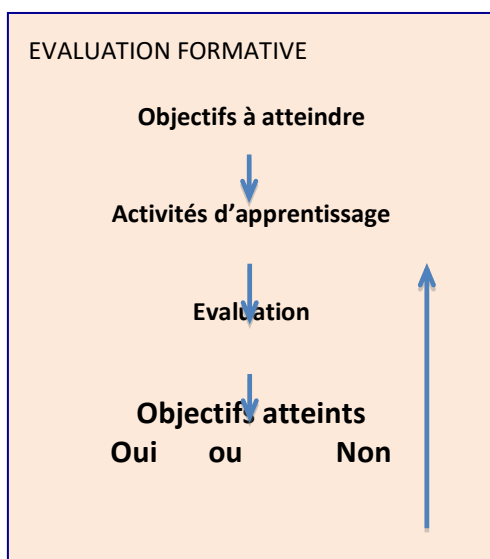 EVALUATION FORMATIVE
Objectifs à atteindre
Activités d’apprentissage
Evaluation
Objectifs atteints
Oui ou Non